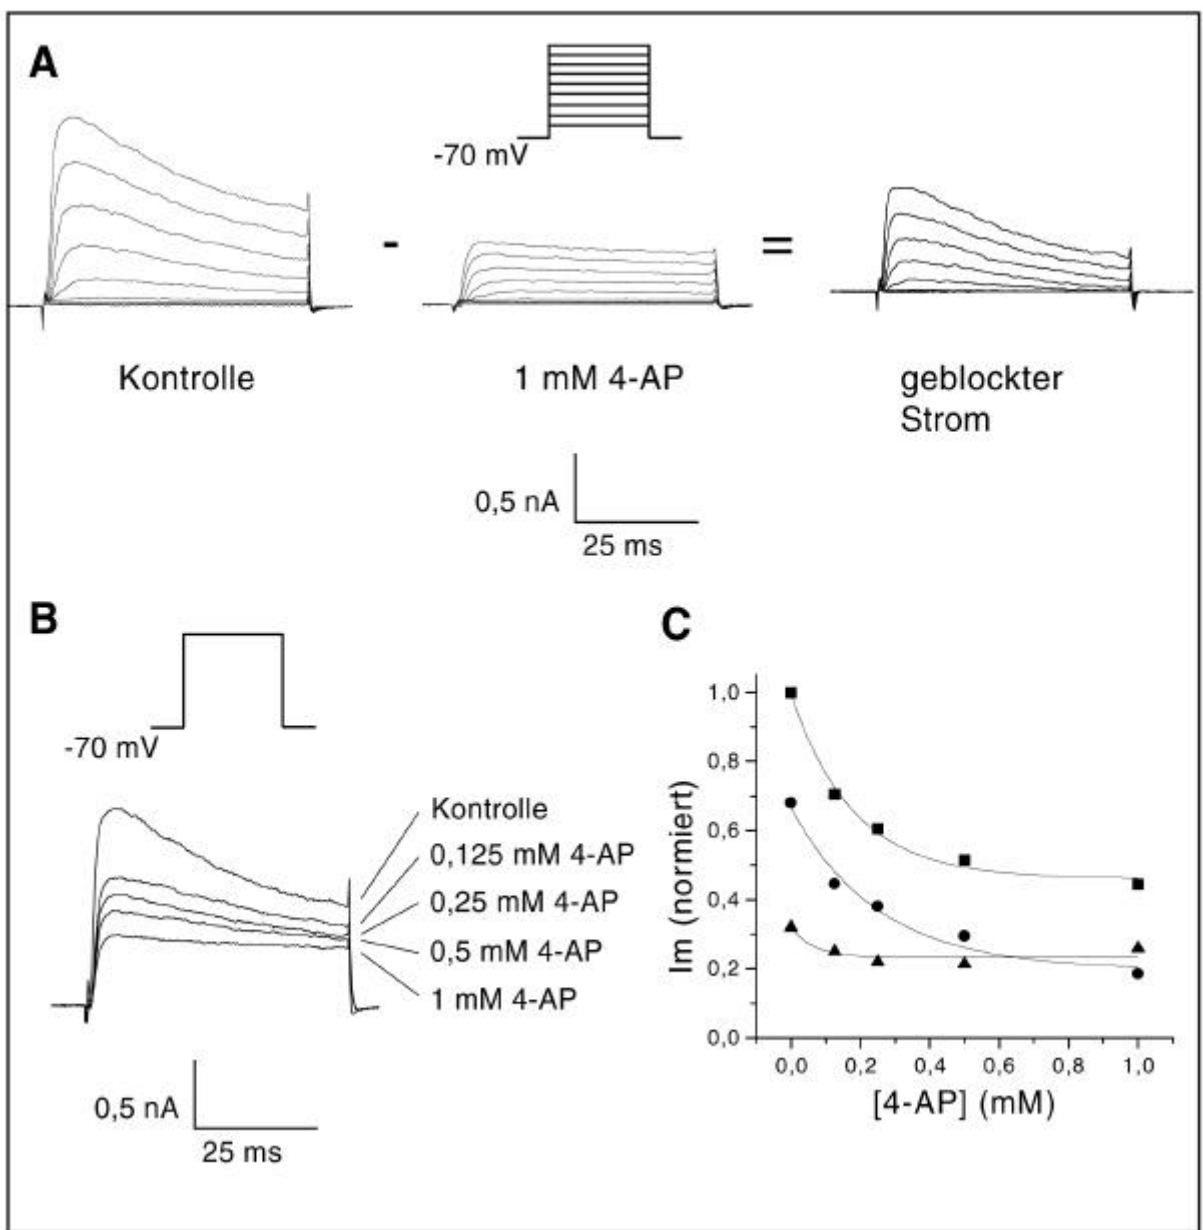 A
-70 mV
-
=
Kontrolle
1 mM 4-AP
geblockter
Strom
0,5 nA
25 ms
B
-70 mV
Kontrolle
0,125 mM 4-AP
0,25 mM 4-AP
0,5 mM 4-AP
1 mM 4-AP
0,5 nA
25 ms
C
Im (normiert)
1,0
0,8
0,6
0,4
0,2
0,0
0,0 0,2 0,4 0,6 0,8 1,0
[4-AP] (mM)